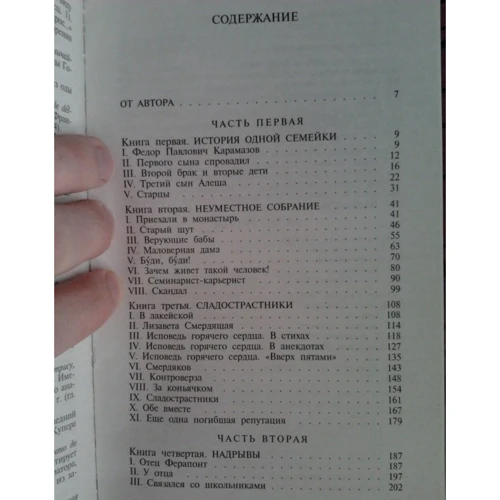 СОДЕРЖАНИЕ
ОТ АВТОРА 7
ЧАСТЬ ПЕРВАЯ
Книга первая. ИСТОРИЯ ОДНОЙ СЕМЕЙКИ 9
I. Федор Павлович Карамазов 9
II. Первого сына спровадил 12
III. Второй брак и вторые дети 16
IV. Третий сын Алеша 22
V. Старцы 31
Книга вторая. НЕУМЕСТНОЕ СОБРАНИЕ 41
I. Приехали в монастырь 41
II. Старый шут 46
III. Верующие бабы 55
IV. Маловерная дама 63
V. Бу́ди, бу́ди! 70
VI. Зачем живет такой человек! 80
VII. Семинарист-карьерист 90
VIII. Скандал 99
Книга третья. СЛАДОСТРАСТНИКИ 108
I. В лакейской 108
II. Лизавета Смердящая 114
III. Исповедь горячего сердца. В стихах 118
IV. Исповедь горячего сердца. В анекдотах 127
V. Исповедь горячего сердца. «Вверх пятами» 135
VI. Смердяков 143
VII. Контроверза 148
VIII. За коньячком 154
IX. Сладострастники 161
X. Обе вместе 167
XI. Еще одна погибшая репутация 179
ЧАСТЬ ВТОРАЯ
Книга четвертая. НАДРЫВЫ 187
I. Отец Ферапонт 187
II. У отца 197
III. Связался со школьниками 202